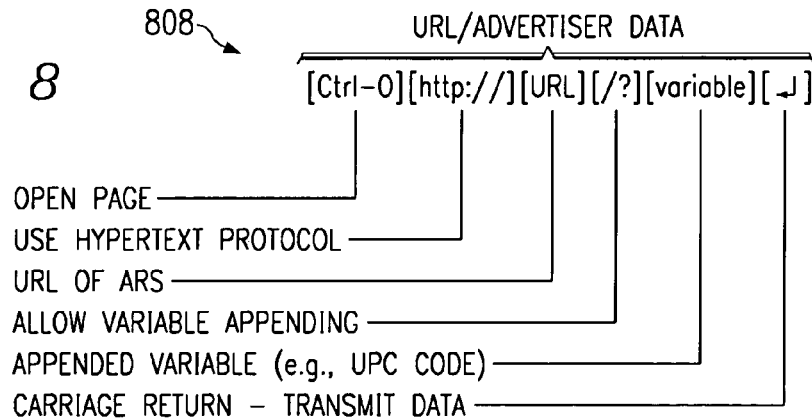 808
URL/ADVERTISER DATA
8
[Ctrl-O][http://][URL][/?][variable][↲]
OPEN PAGE
USE HYPERTEXT PROTOCOL
URL OF ARS
ALLOW VARIABLE APPENDING
APPENDED VARIABLE (e.g., UPC CODE)
CARRIAGE RETURN - TRANSMIT DATA